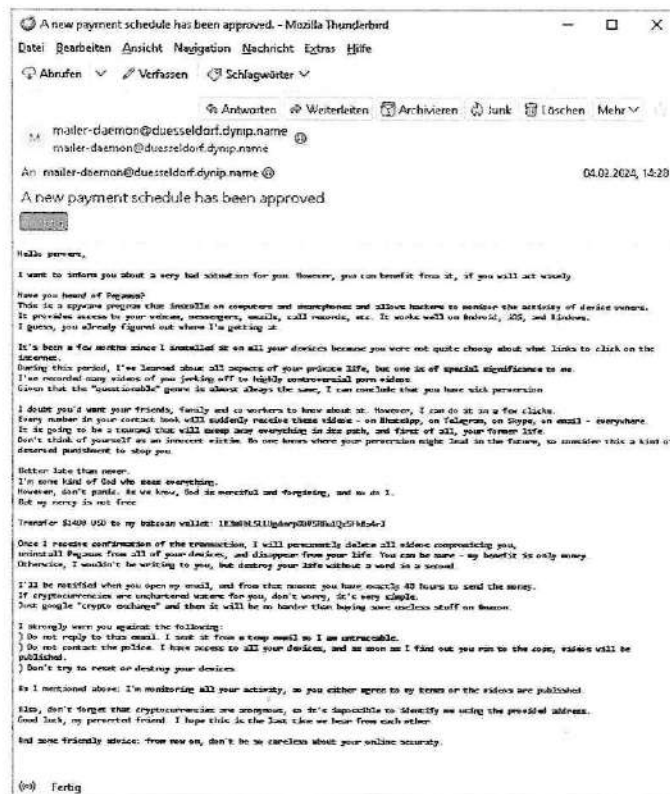 A new payment schedule has been approved. - Mozilla Thunderbird
Datei Bearbeiten Ansicht Navigation Nachricht Extras Hilfe
Abrufen Verfassen Schlagwörter
Antworten Weiterleiten Archivieren Junk Löschen Mehr
M mailer-daemon@duesseldorf.dynip.name
mailer-daemon@duesseldorf.dynip.name
An mailer-daemon@duesseldorf.dynip.name 04.02.2024, 14:28
A new payment schedule has been approved
Hello pervert,
I want to inform you about a very bad situation for you. However, you can benefit from it, if you will act wisely
Have you heard of Pegasus?
This is a spyware program that installs on computers and smartphones and allows hackers to monitor the activity of device owners.
It provides access to your webcam, messengers, emails, call records, etc. It works well on Android, iOS, and Windows.
I guess, you already figured out where I'm getting at
It's been a few months since I installed it on all your devices because you were not quite choosy about what links to click on the
internet.
During this period, I've learned about all aspects of your private life, but one is of special significance to me.
I've recorded many videos of you jerking off to highly controversial porn videos
Given that the "questionable" genre is almost always the same, I can conclude that you have sick perversion
I doubt you'd want your friends, family and co workers to know about it. However, I can do it in a few clicks.
Every number in your contact book will suddenly receive these videos - on WhatsApp, on Telegram, on Skype, on email - everywhere.
It is going to be a tsunami that will sweep away everything in its path, and first of all, your former life.
Don't think of yourself as an innocent victim. No one knows where your perversion might lead in the future, so consider this a kind of
deserved punishment to stop you
Better late than never.
I'm some kind of God who sees everything.
However, don't panic. As we know, God is merciful and forgiving, and so do I.
But my mercy is not free
Transfer $1400 USD to my bitcoin wallet:
Once I receive confirmation of the transaction, I will permanently delete all videos compromising you,
uninstall Pegasus from all of your devices, and disappear from your life. You can be sure - my benefit is only money
Otherwise, I wouldn't be writing to you, but destroy your life without a word in a second
I'll be notified when you open my email, and from that moment you have exactly 48 hours to send the money.
If cryptocurrencies are unchartered waters for you, don't worry, it's very simple.
Just google "crypto exchange" and then it will be no harder than buying some useless stuff on Amazon.
I strongly warn you against the following:
) Do not reply to this email. I sent it from a temp email so I am untraceable.
) Do not contact the police. I have access to all your devices, and as soon as I find out you ran to the cops, videos will be
published.
) Don't try to reset or destroy your devices
As I mentioned above: I'm monitoring all your activity, so you either agree to my terms or the videos are published
Also, don't forget that cryptocurrencies are anonymous, so it's impossible to identify me using the provided address.
Good luck, my perverted friend. I hope this is the last time we hear from each other
And some friendly advice: from now on, don't be so careless about your online security.
Fertig